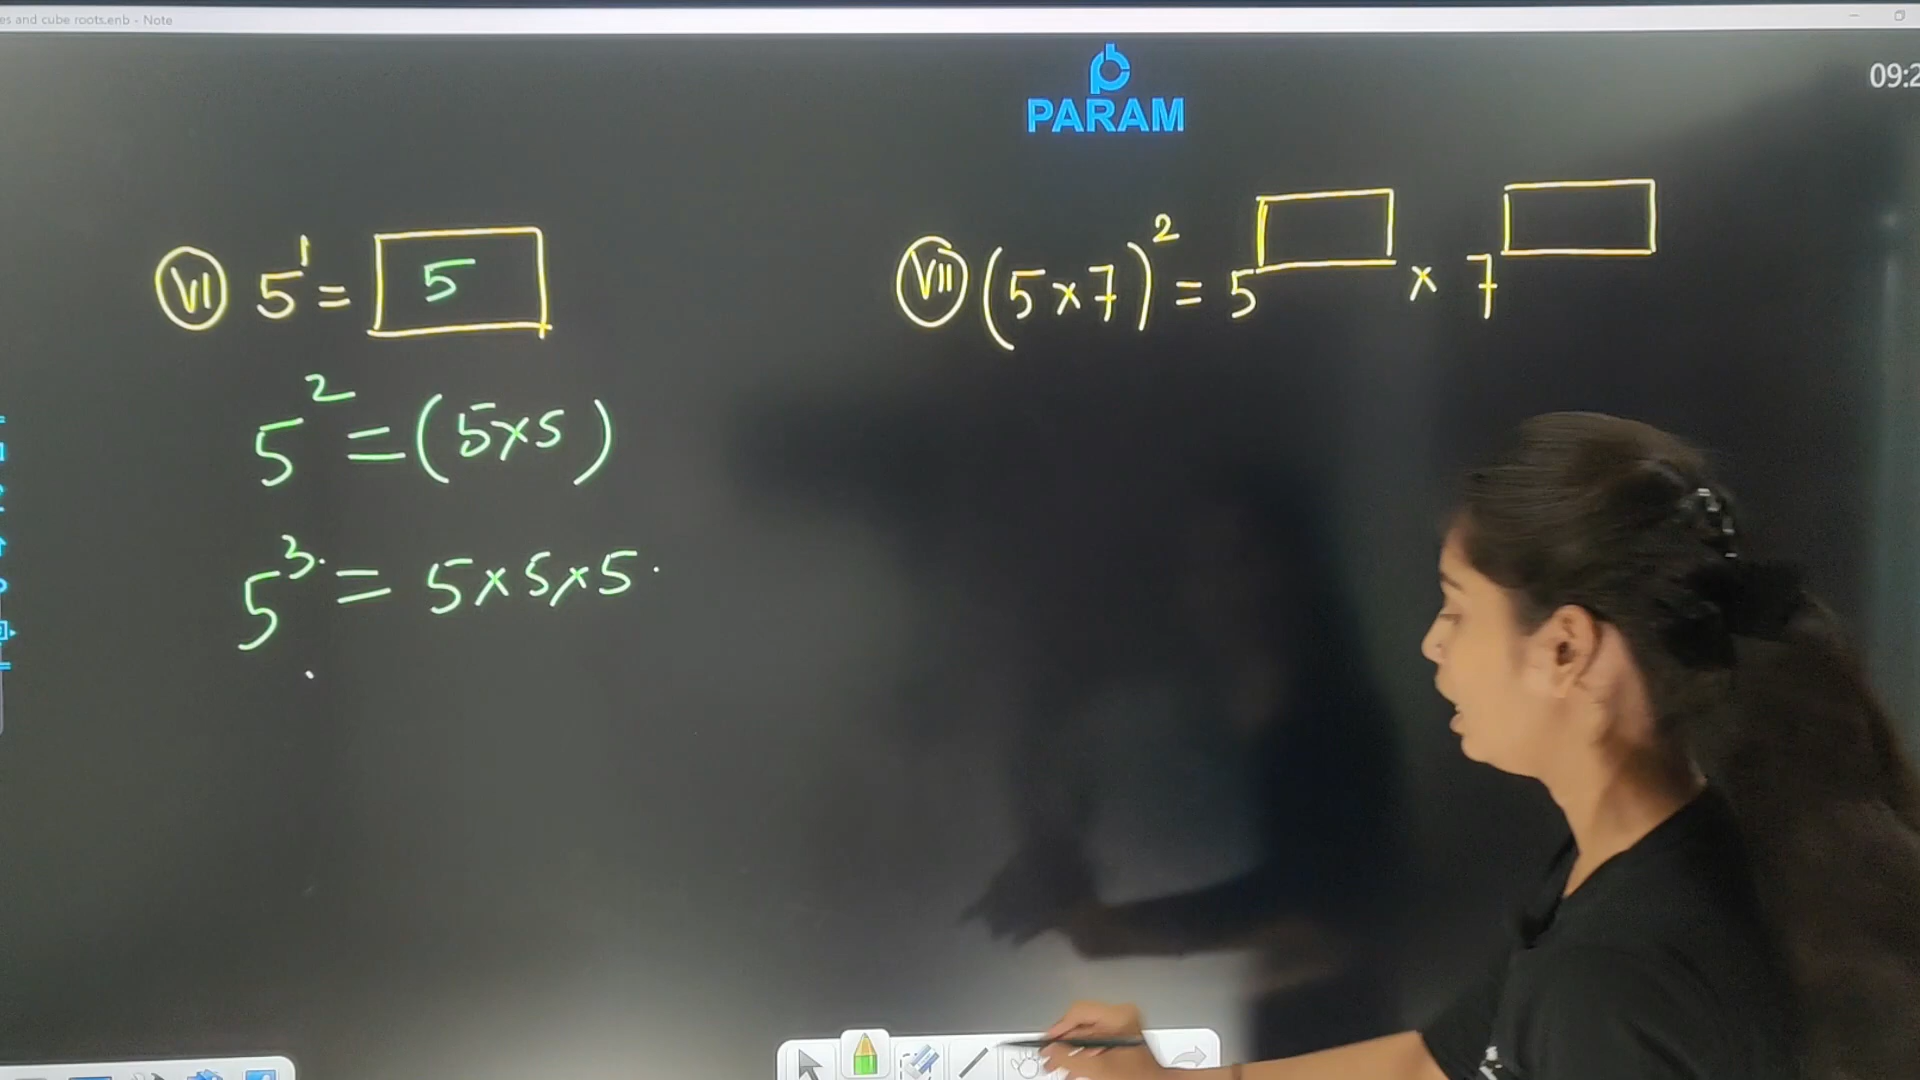 es and cube roots.enb - Note
PARAM
09:2
VI 5¹ = 5
5² = (5×5)
5³ = 5×5×5.
VII (5×7)² = 5 × 7